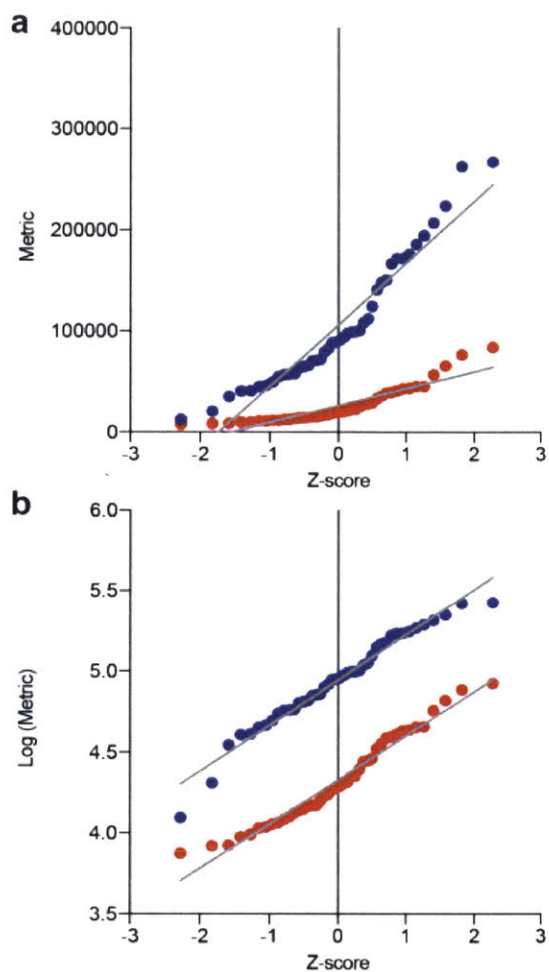 a
400000
300000
200000
100000
0
Metric
-3 -2 -1 0 1 2 3
Z-score
b
6.0
5.5
5.0
4.5
4.0
3.5
Log (Metric)
-3 -2 -1 0 1 2 3
Z-score